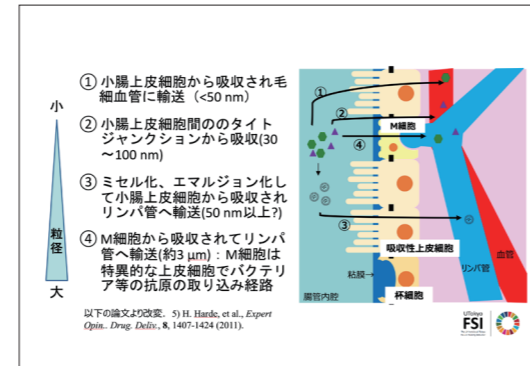 ① 小腸上皮細胞から吸収され毛
細血管に輸送（<50 nm）
② 小腸上皮細胞間ののタイト
ジャンクションから吸収(30
～100 nm)
③ ミセル化、エマルジョン化し
て小腸上皮細胞から吸収され
リンパ管へ輸送(50 nm以上?)
④ M細胞から吸収されてリンパ
管へ輸送(約3 μm)：M細胞は
特異的な上皮細胞でバクテリ
ア等の抗原の取り込み経路
小
粒径
大
以下の論文より改変．5) H. Harde, et al., Expert
Opin.. Drug. Deliv., 8, 1407-1424 (2011).
①
②
M細胞
④
③
吸収性上皮細胞
粘膜→
リンパ管
血管
腸管内腔
杯細胞
UTokyo
FSI